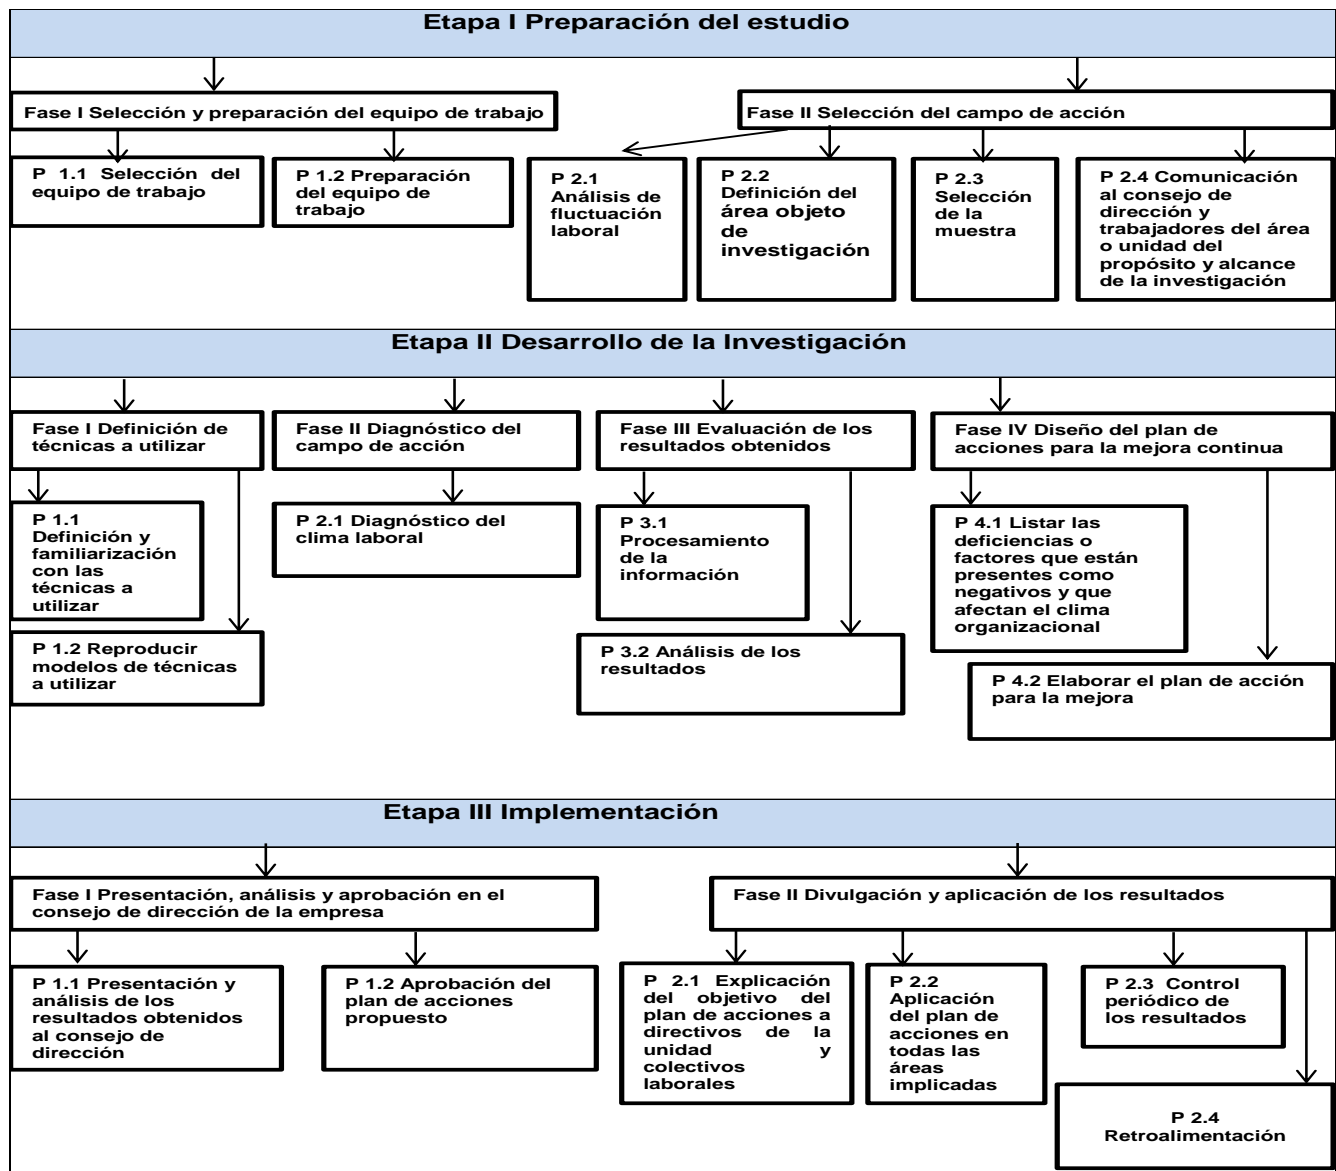 Etapa I Preparación del estudio
Fase I Selección y preparación del equipo de trabajo
Fase II Selección del campo de acción
P 1.1 Selección del
equipo de trabajo
P 1.2 Preparación
del equipo de
trabajo
P 2.1
Análisis de
fluctuación
laboral
P 2.2
Definición del
área objeto
de
investigación
P 2.3
Selección
de la
muestra
P 2.4 Comunicación
al consejo de
dirección y
trabajadores del área
o unidad del
propósito y alcance
de la investigación
Etapa II Desarrollo de la Investigación
Fase I Definición de
técnicas a utilizar
Fase II Diagnóstico del
campo de acción
Fase III Evaluación de los
resultados obtenidos
Fase IV Diseño del plan de
acciones para la mejora continua
P 1.1
Definición y
familiarización
con las
técnicas a
utilizar
P 1.2 Reproducir
modelos de técnicas
a utilizar
P 2.1 Diagnóstico del
clima laboral
P 3.1
Procesamiento
de la
información
P 3.2 Análisis de los
resultados
P 4.1 Listar las
deficiencias o
factores que están
presentes como
negativos y que
afectan el clima
organizacional
P 4.2 Elaborar el plan de acción
para la mejora
Etapa III Implementación
Fase I Presentación, análisis y aprobación en el
consejo de dirección de la empresa
Fase II Divulgación y aplicación de los resultados
P 1.1 Presentación y
análisis de los
resultados obtenidos
al consejo de
dirección
P 1.2 Aprobación del
plan de acciones
propuesto
P 2.1 Explicación
del objetivo del
plan de acciones a
directivos de la
unidad y
colectivos
laborales
P 2.2
Aplicación
del plan de
acciones en
todas las
áreas
implicadas
P 2.3 Control
periódico de
los resultados
P 2.4
Retroalimentación